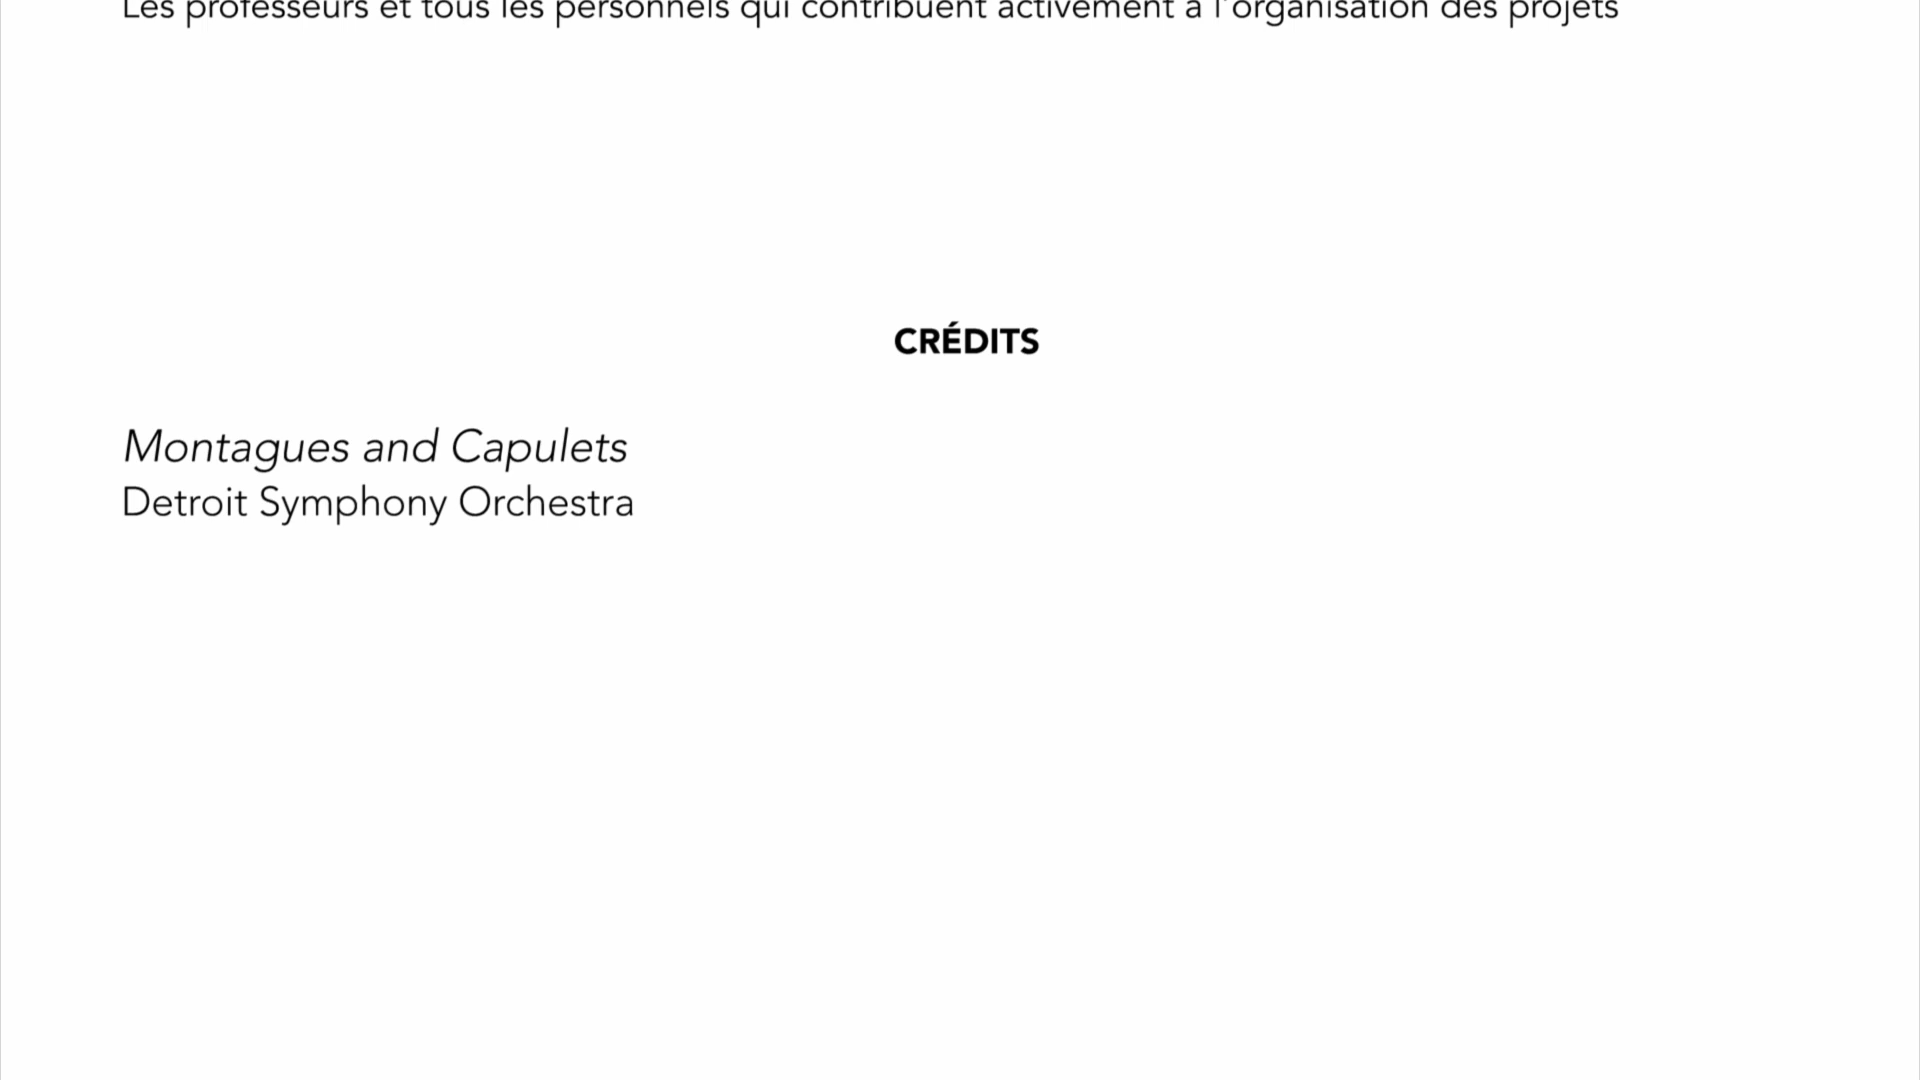 Les professeurs et tous les personnels qui contribuent activement à l'organisation des projets
CRÉDITS
Montagues and Capulets
Detroit Symphony Orchestra